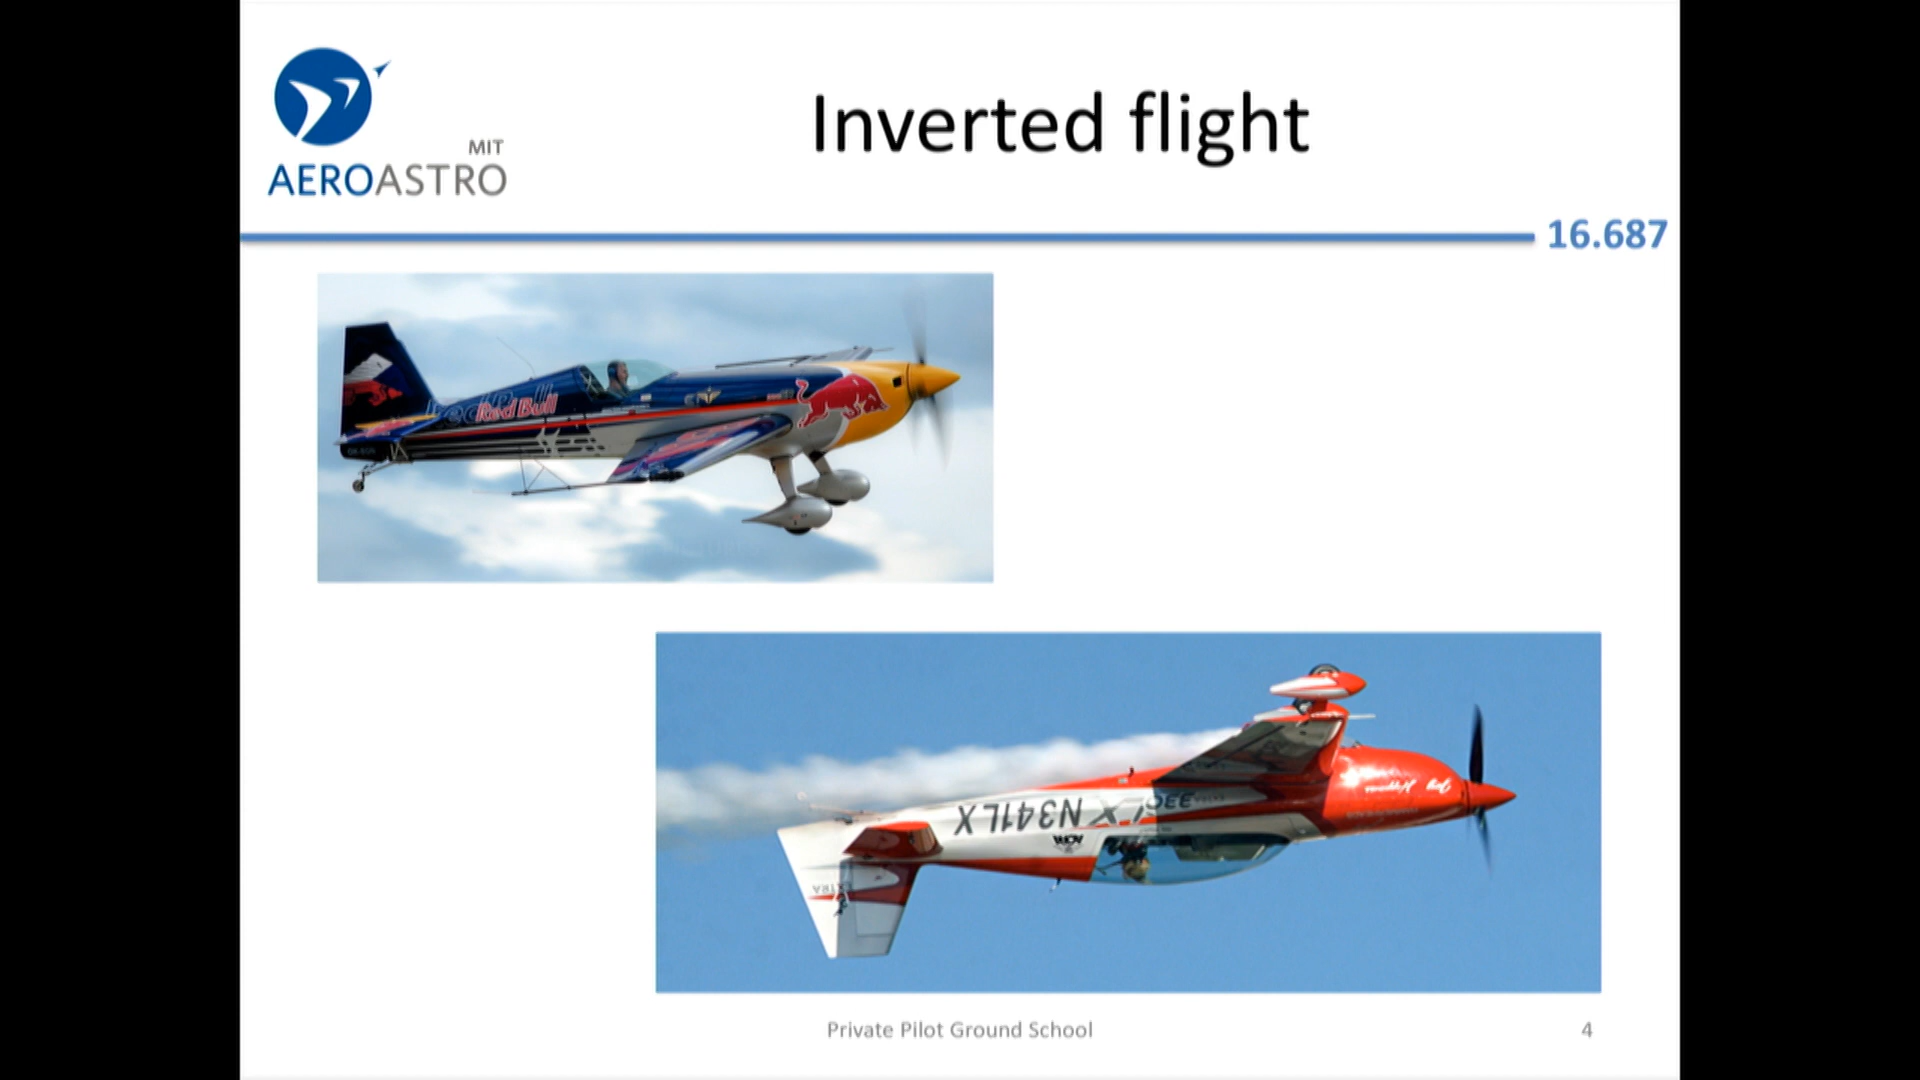 MIT
AEROASTRO
Inverted flight
16.687
Red Bull
N341LX
EXTRA
Private Pilot Ground School
4